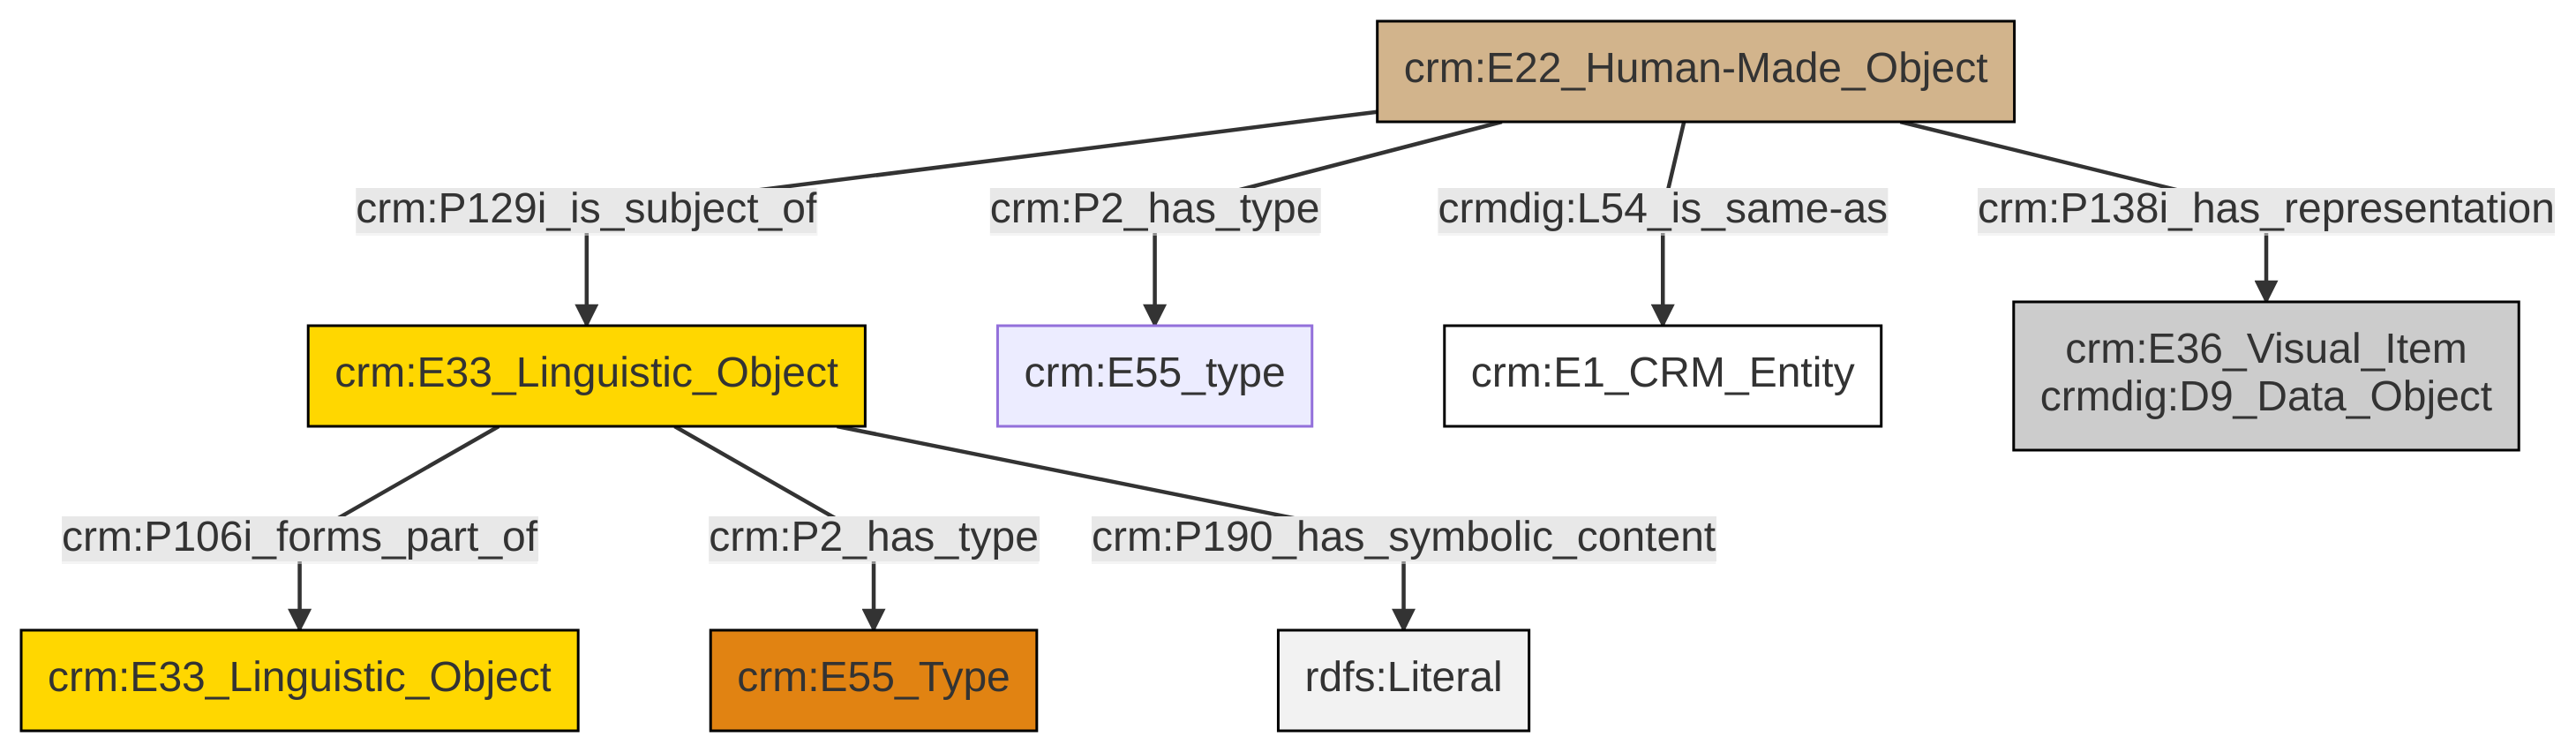 crm:E22_Human-Made_Object
crm:P129i_is_subject_of
crm:P2_has_type
crmdig:L54_is_same-as
crm:P138i_has_representation
crm:E33_Linguistic_Object
crm:E55_type
crm:E1_CRM_Entity
crm:E36_Visual_Item
crmdig:D9_Data_Object
crm:P106i_forms_part_of
crm:P2_has_type
crm:P190_has_symbolic_content
crm:E33_Linguistic_Object
crm:E55_Type
rdfs:Literal